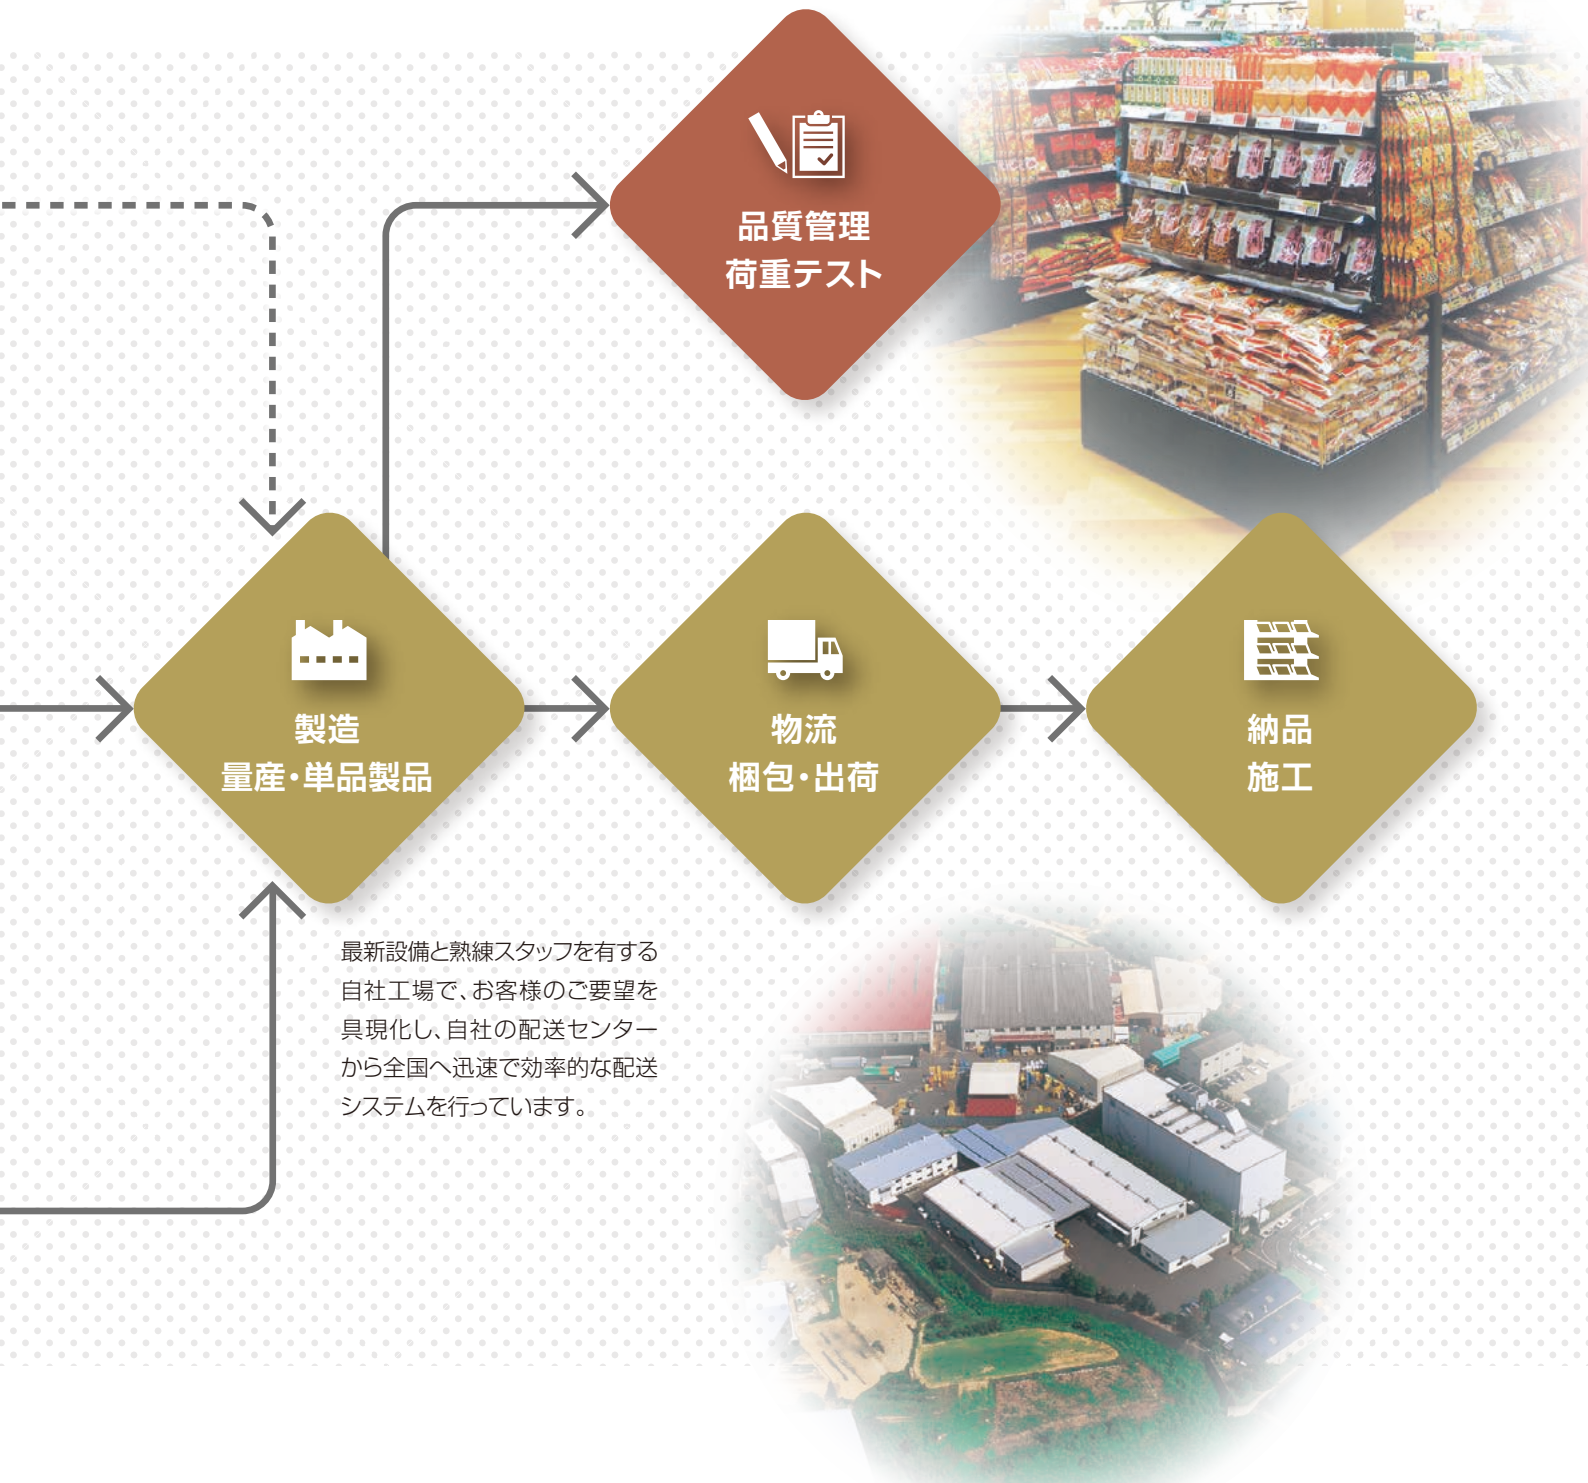 品質管理
荷重テスト
製造
量産・単品製品
物流
梱包・出荷
納品
施工
最新設備と熟練スタッフを有する
自社工場で、お客様のご要望を
具現化し、自社の配送センター
から全国へ迅速で効率的な配送
システムを行っています。